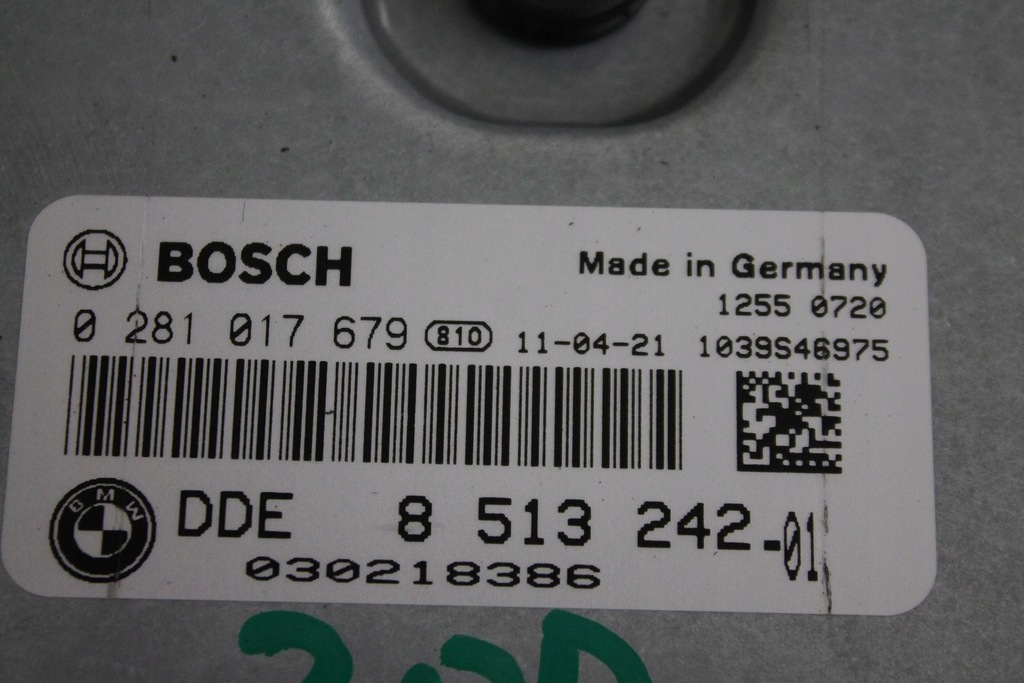 BOSCH
Made in Germany
1255 0720
0 281 017 679 810 11-04-21 1039S46975
BMW
DDE 8 513 242-01
030218386